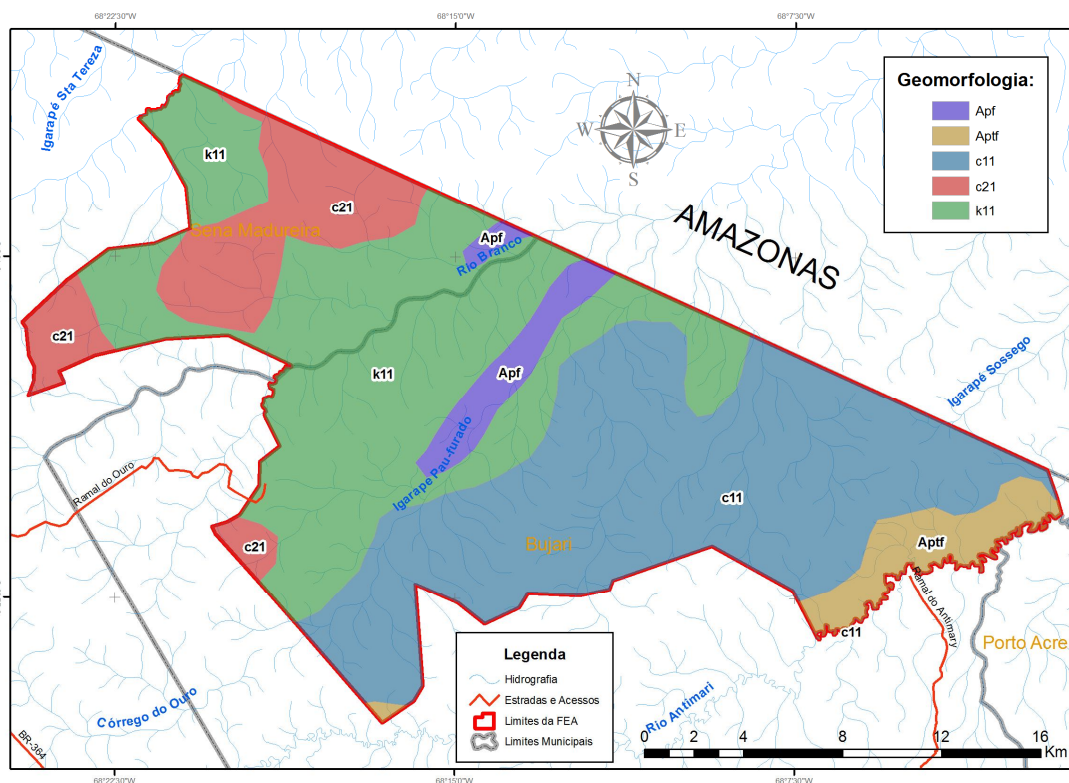 68°22'30"W
68°15'0"W
68°7'30"W
Igarapé Sta Tereza
Geomorfologia:
Apf
Aptf
c11
c21
k11
N
W
E
S
AMAZONAS
k11
c21
Sena Madureira
Apf
Rio Branco
c21
k11
Apf
Igarapé Sossego
Igarape Pau-furado
Ramal do Ouro
c11
c21
Bujari
Aptf
Ramal do Antimary
c11
Porto Acre
Legenda
Hidrografia
Estradas e Acessos
Limites da FEA
Limites Municipais
Córrego do Ouro
BR-364
Rio Antimari
0 2 4 8 12 16
Km
68°22'30"W
68°15'0"W
68°7'30"W